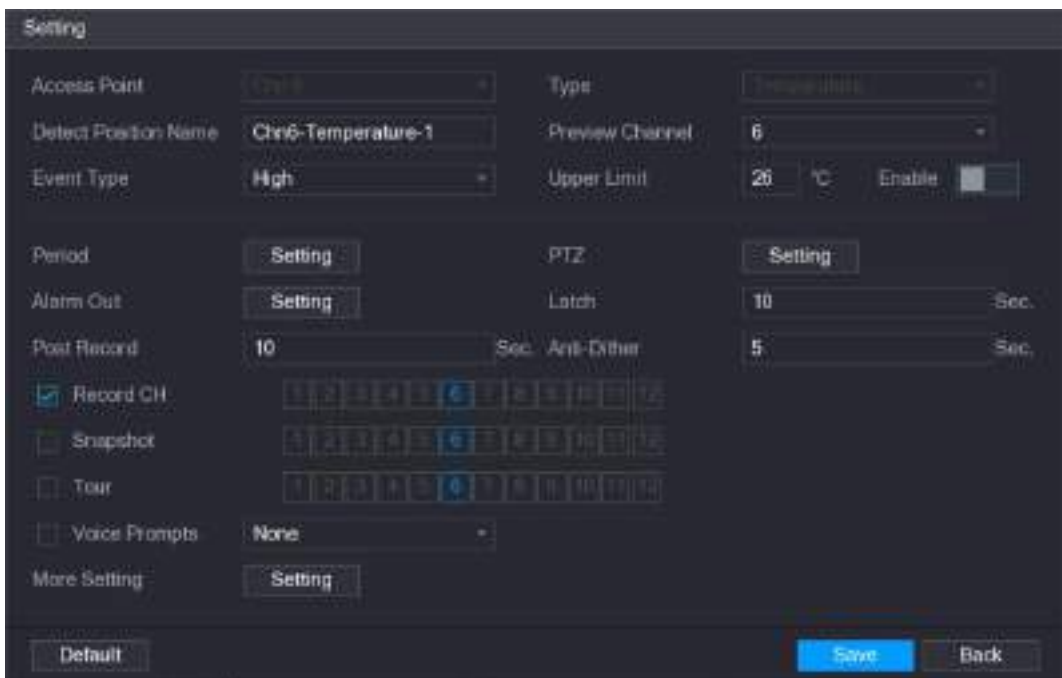 Setting
Access Point Type
Detect Position Name Chn6-Temperature-1 Preview Channel 6
Event Type High Upper Limit 26 °C Enable
Period Setting PTZ Setting
Alarm Out Setting Latch 10 Sec.
Post Record 10 Sec. Anti-Dither 5 Sec.
Record CH 1 2 3 4 5 6 7 8 9 10 11 12
Snapshot 1 2 3 4 5 6 7 8 9 10 11 12
Tour 1 2 3 4 5 6 7 8 9 10 11 12
Voice Prompts None
More Setting Setting
Default Save Back